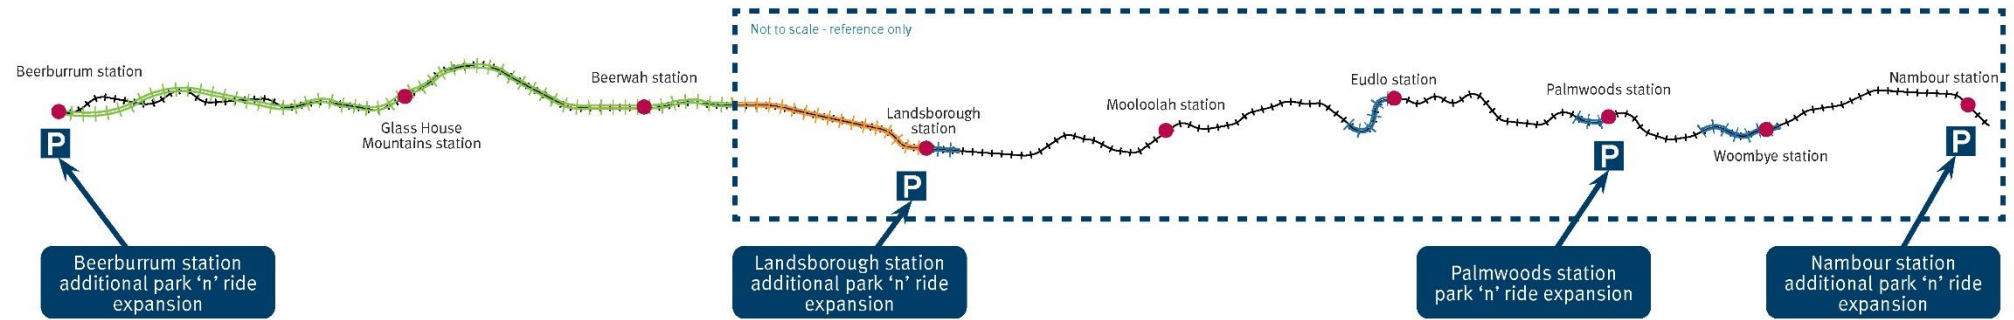 Not to scale - reference only
Beerburrum station
Glass House
Mountains station
Beerwah station
Landsborough
station
Mooloolah station
Eudlo station
Palmwoods station
Woombye station
Nambour station
P
P
P
P
Beerburrum station
additional park ‘n’ ride
expansion
Landsborough station
additional park ‘n’ ride
expansion
Palmwoods station
park ‘n’ ride expansion
Nambour station
additional park ‘n’ ride
expansion